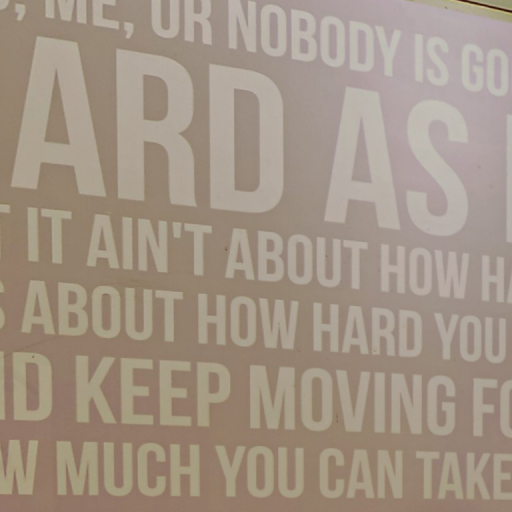 , ME, OR NOBODY IS GO
ARD AS
IT AIN'T ABOUT HOW HA
S ABOUT HOW HARD YOU
ND KEEP MOVING FO
W MUCH YOU CAN TAKE